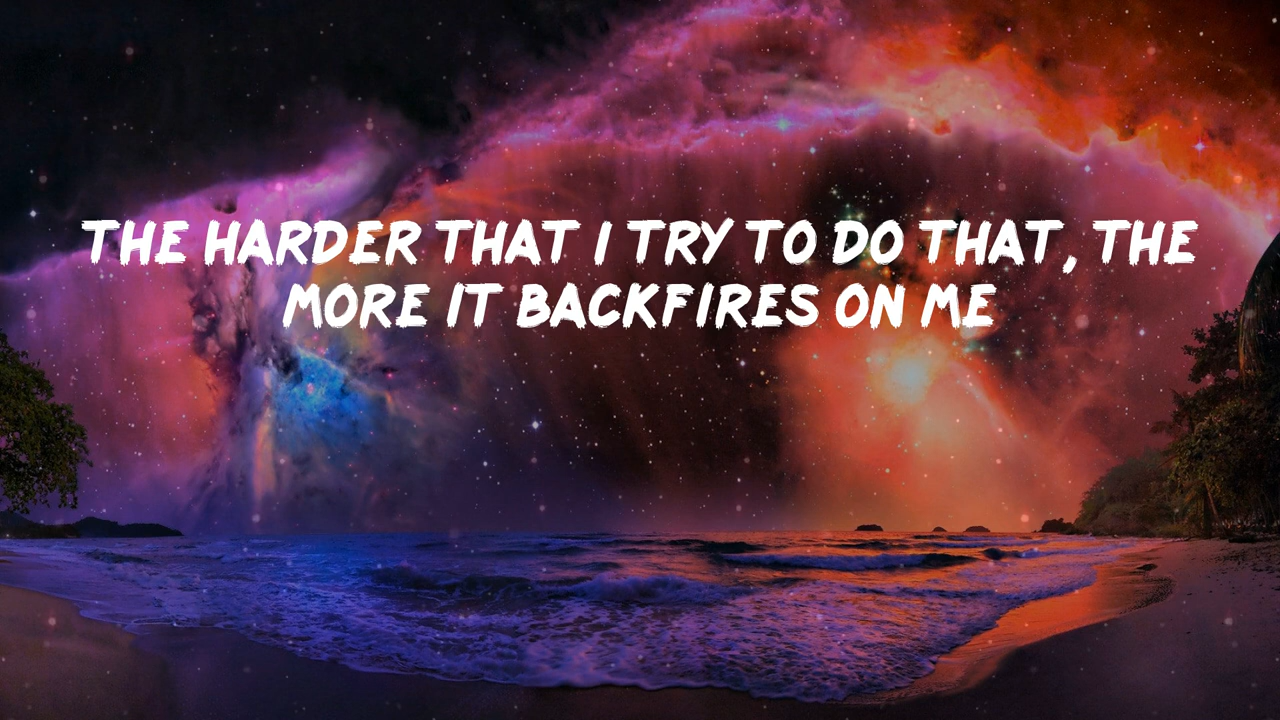 THE HARDER THAT I TRY TO DO THAT, THE
MORE IT BACKFIRES ON ME